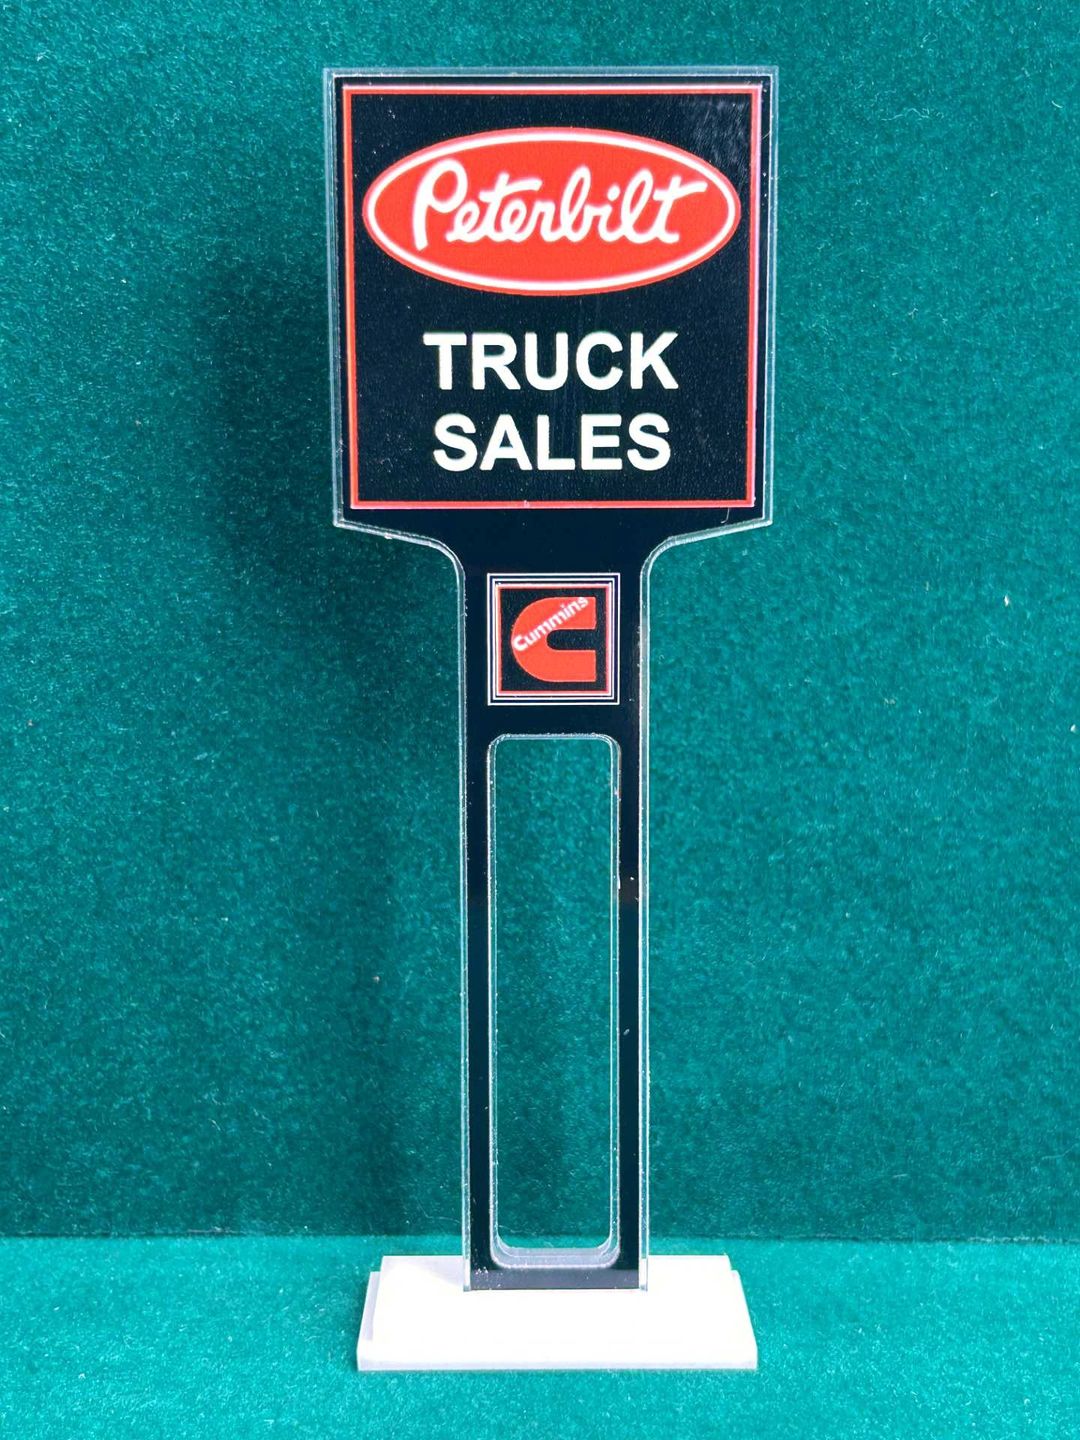 Peterbilt
TRUCK
SALES
Cummins